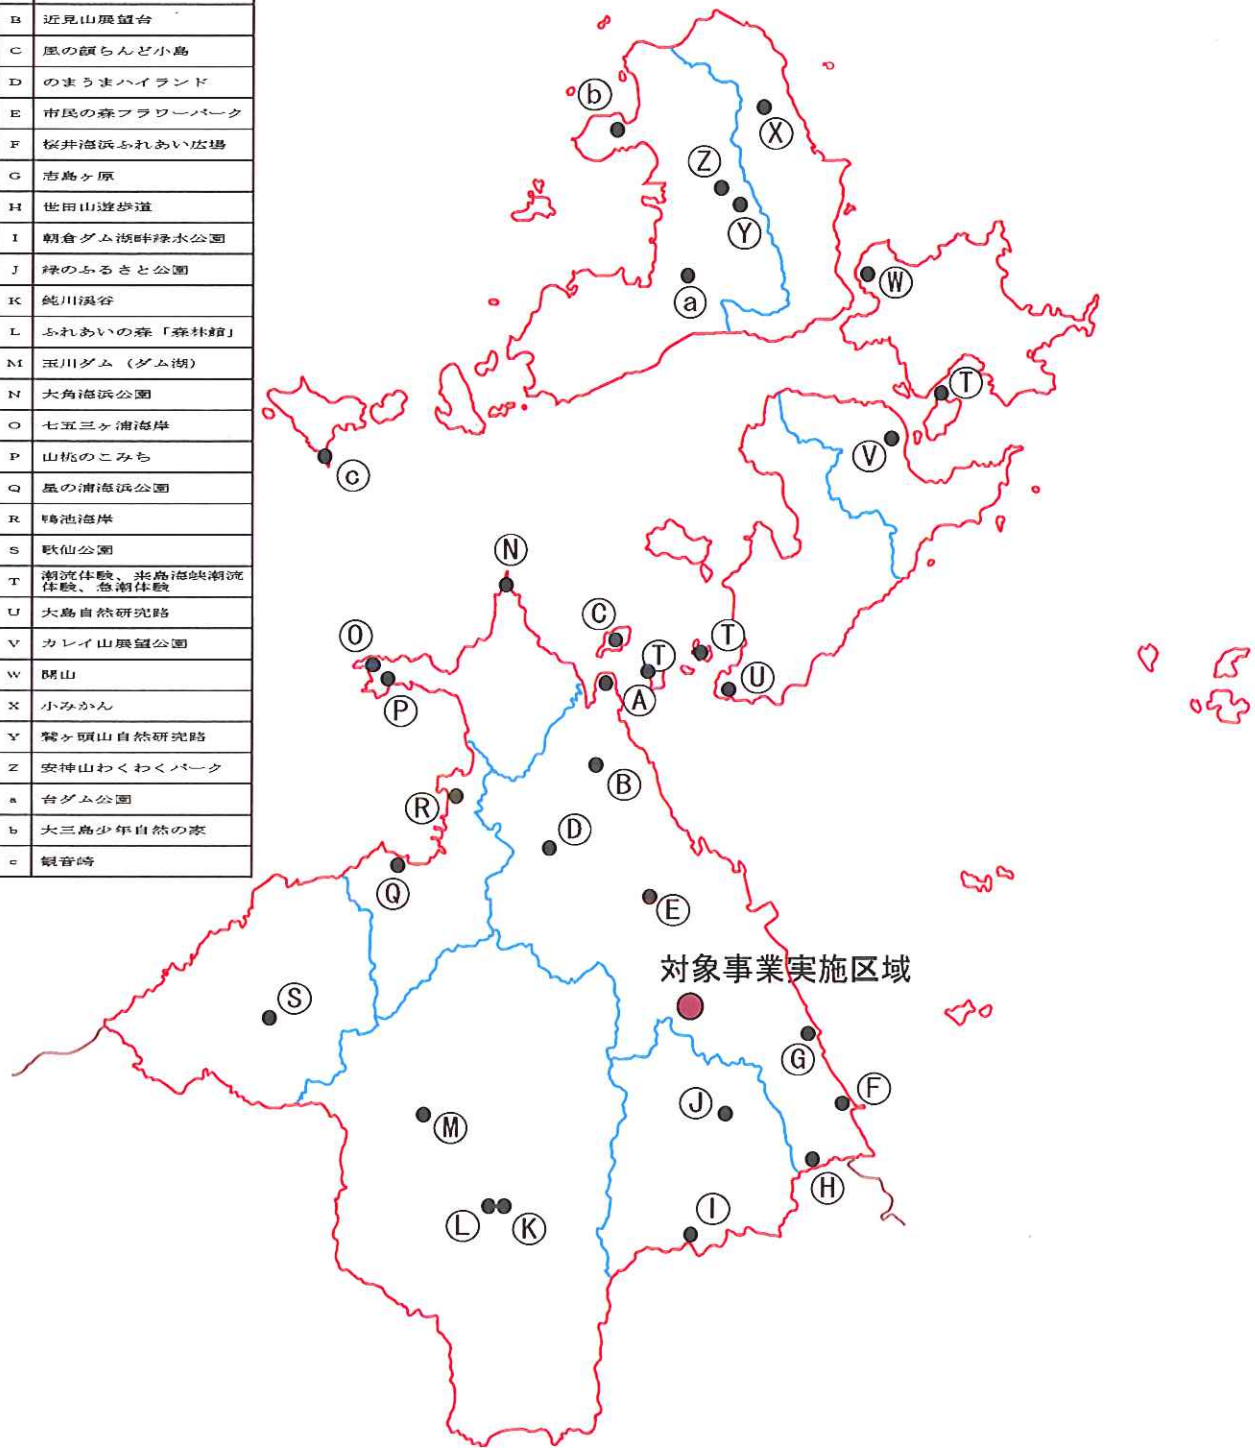 B 近見山展望台
C 風の顔らんど小島
D のまうまハイランド
E 市民の森フラワーパーク
F 桜井海浜ふれあい広場
G 志島ヶ原
H 世田山遊歩道
I 朝倉ダム湖畔緑水公園
J 緑のふるさと公園
K 鈍川渓谷
L ふれあいの森「森林館」
M 玉川ダム（ダム湖）
N 大角海浜公園
O 七五三ヶ浦海岸
P 山桃のこみち
Q 星の浦海浜公園
R 鴨池海岸
S 歌仙公園
T 潮流体験、来島海峡潮流
体験、急潮体験
U 大島自然研究路
V カレイ山展望公園
W 開山
X 小みかん
Y 鷲ヶ頭山自然研究路
Z 安神山わくわくパーク
a 台ダム公園
b 大三島少年自然の家
c 観音崎
b
X
Z
Y
W
a
T
V
c
N
C
O
T
T
U
A
P
B
R
D
Q
E
対象事業実施区域
S
G
F
J
M
H
L
K
I